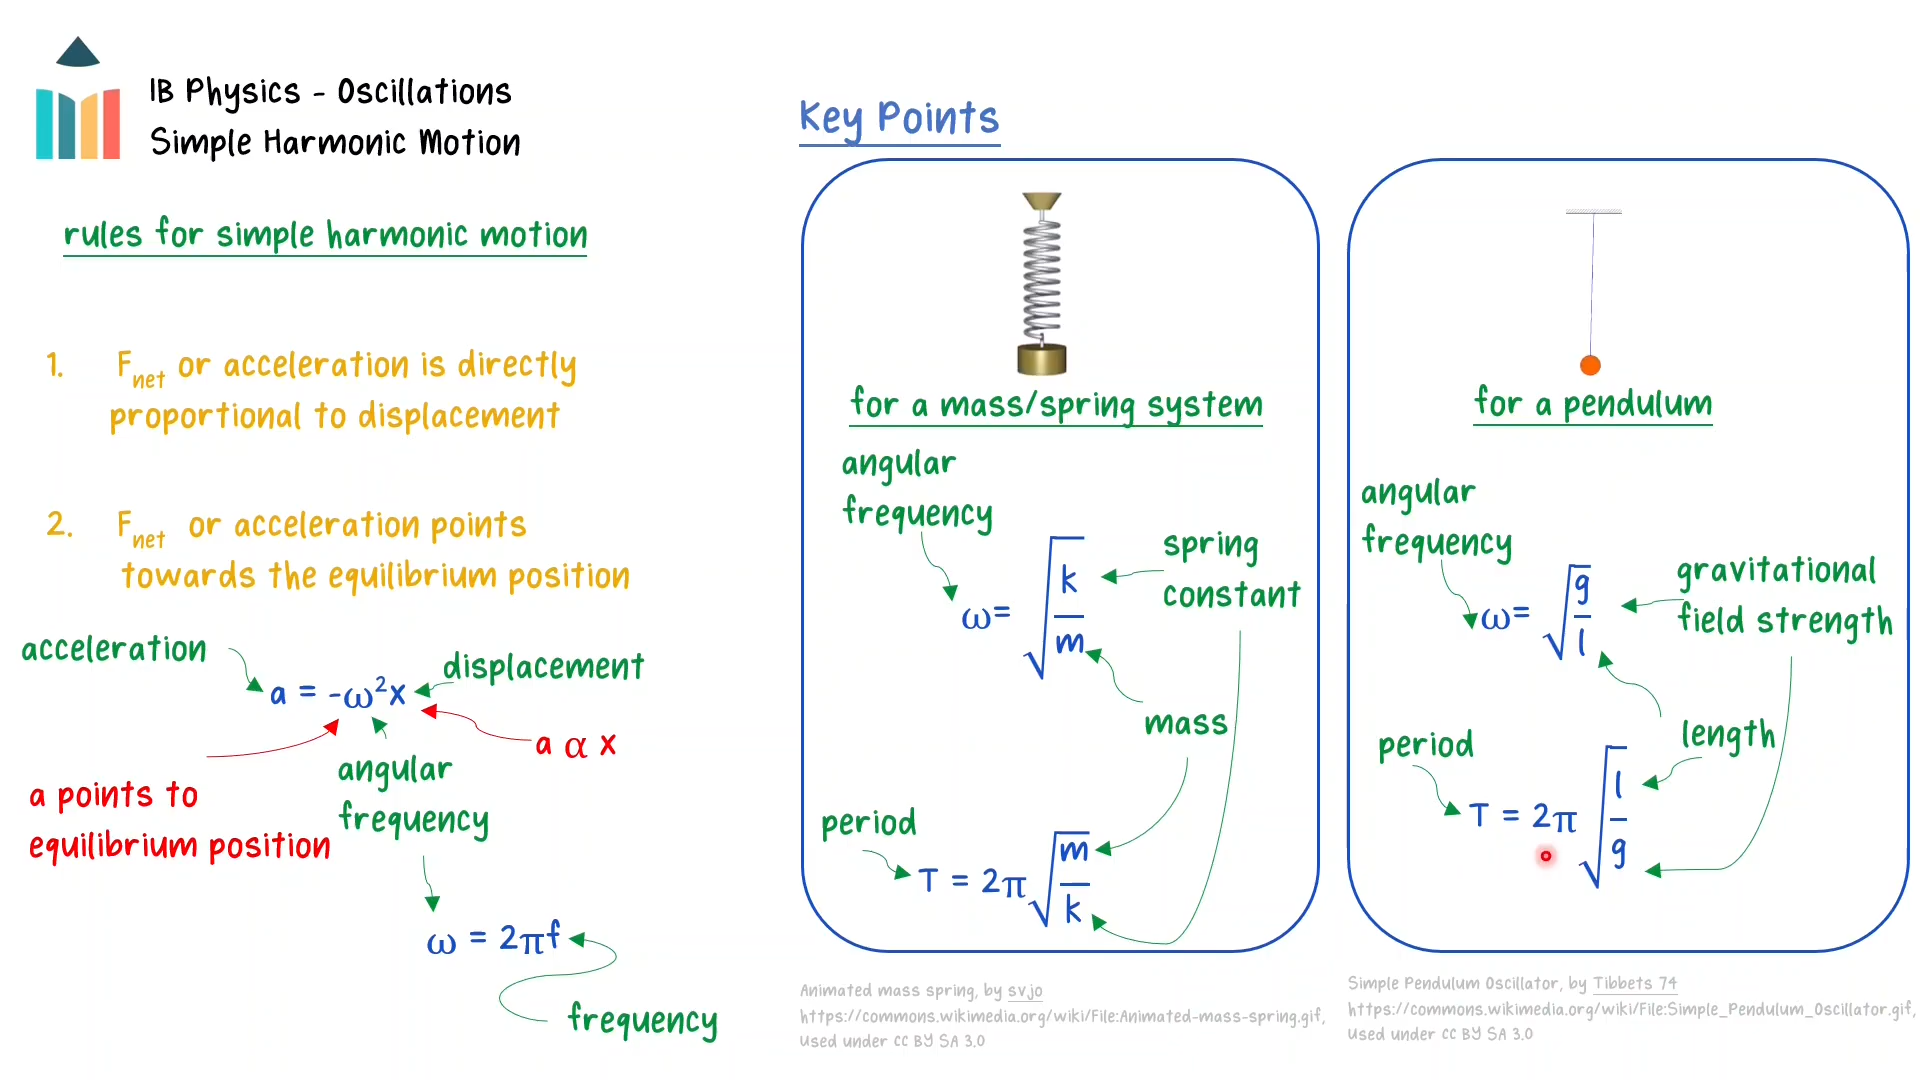 IB Physics - Oscillations
Simple Harmonic Motion
rules for simple harmonic motion
1. Fnet or acceleration is directly
proportional to displacement
2. Fnet or acceleration points
towards the equilibrium position
acceleration
displacement
a = -ω²x
a α x
a points to
equilibrium position
angular
frequency
ω = 2πf
frequency
Key Points
for a mass/spring system
angular
frequency
spring
constant
ω= √k/m
mass
period
T = 2π √m/k
Animated mass spring, by svjo
https://commons.wikimedia.org/wiki/File:Animated-mass-spring.gif,
Used under CC BY SA 3.0
for a pendulum
angular
frequency
gravitational
field strength
ω= √g/l
length
period
T = 2π √l/g
Simple Pendulum Oscillator, by Tibbets 74
https://commons.wikimedia.org/wiki/File:Simple_Pendulum_Oscillator.gif,
Used under CC BY SA 3.0